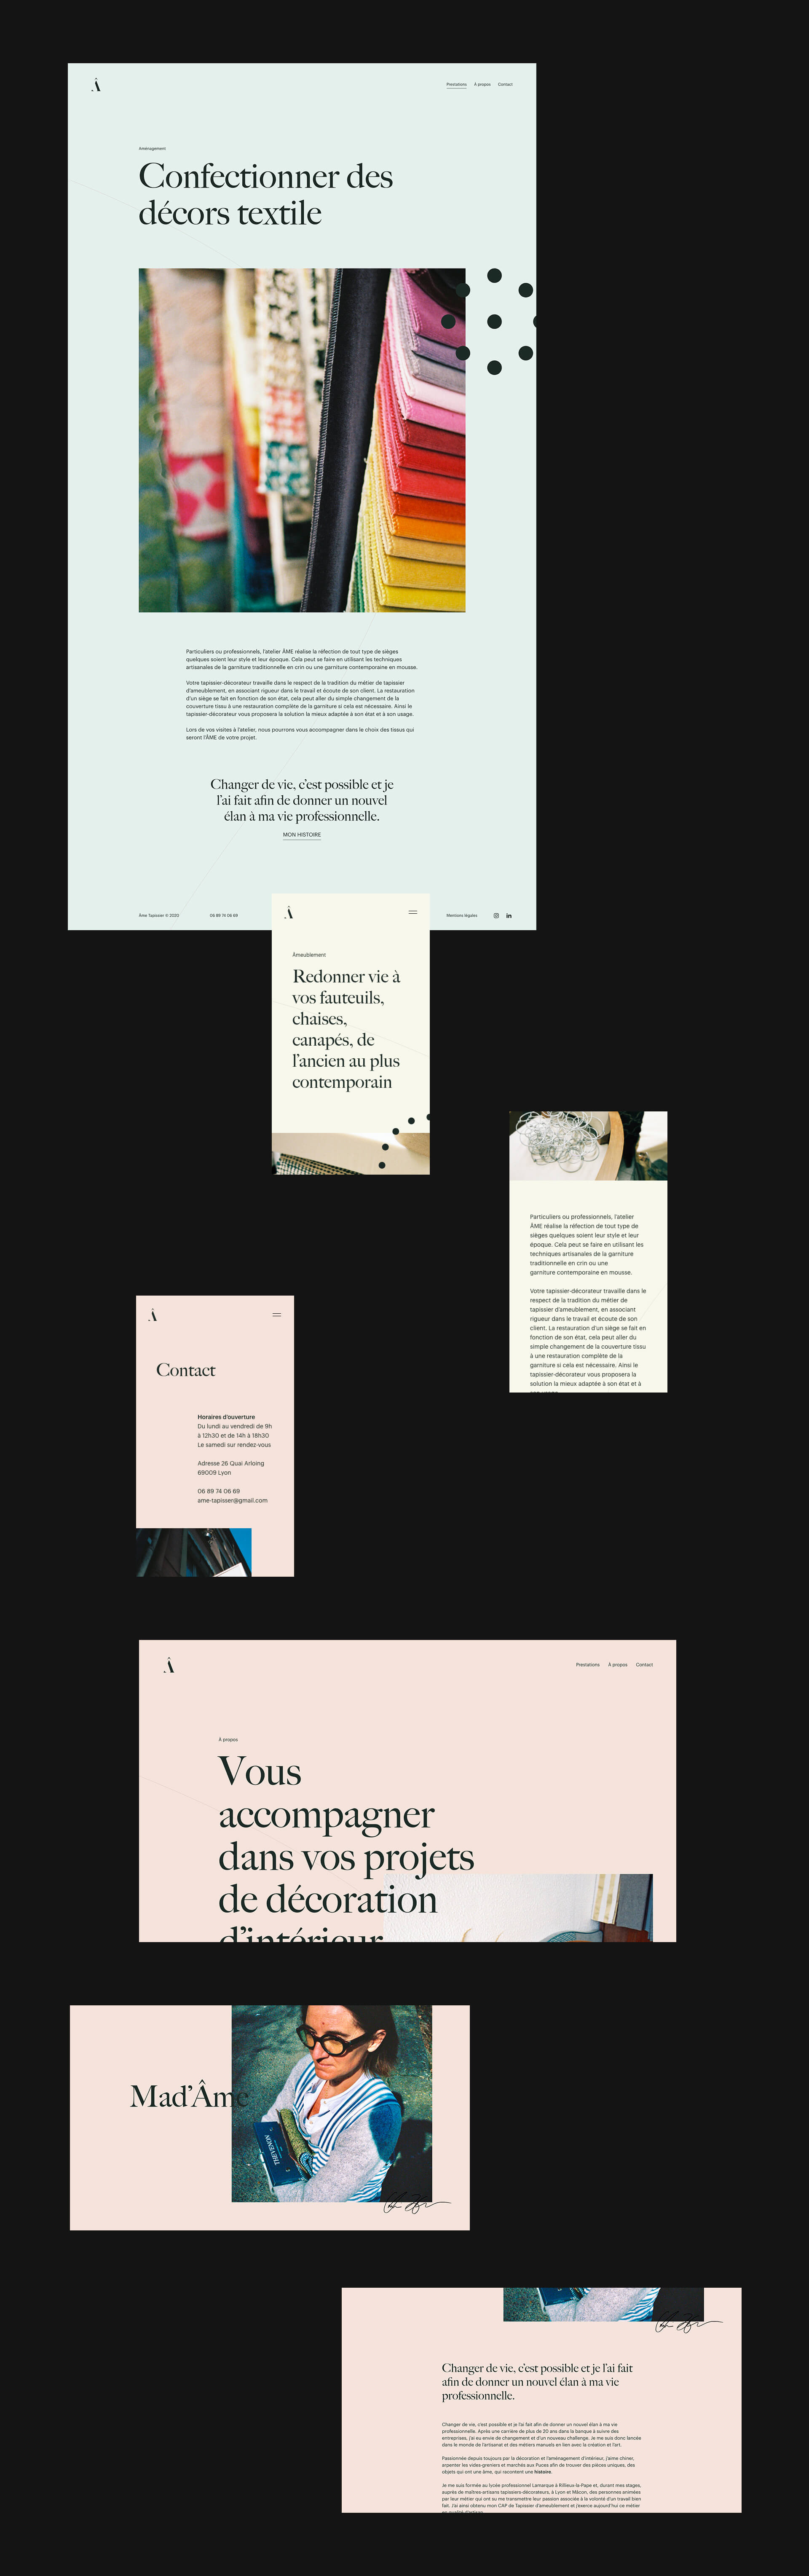 Â
Prestations
À propos
Contact
Aménagement
Confectionner des
décors textile
Particuliers ou professionnels, l'atelier ÂME réalise la réfection de tout type de sièges
quelques soient leur style et leur époque. Cela peut se faire en utilisant les techniques
artisanales de la garniture traditionnelle en crin ou une garniture contemporaine en mousse.
Votre tapissier-décorateur travaille dans le respect de la tradition du métier de tapissier
d'ameublement, en associant rigueur dans le travail et écoute de son client. La restauration
d'un siège se fait en fonction de son état, cela peut aller du simple changement de la
couverture tissu à une restauration complète de la garniture si cela est nécessaire. Ainsi le
tapissier-décorateur vous proposera la solution la mieux adaptée à son état et à son usage.
Lors de vos visites à l'atelier, nous pourrons vous accompagner dans le choix des tissus qui
seront l'ÂME de votre projet.
Changer de vie, c'est possible et je
l'ai fait afin de donner un nouvel
élan à ma vie professionnelle.
MON HISTOIRE
Âme Tapissier © 2020
06 89 74 06 69
Mentions légales
Â
Âmeublement
Redonner vie à
vos fauteuils,
chaises,
canapés, de
l'ancien au plus
contemporain
Particuliers ou professionnels, l'atelier
ÂME réalise la réfection de tout type de
sièges quelques soient leur style et leur
époque. Cela peut se faire en utilisant les
techniques artisanales de la garniture
traditionnelle en crin ou une
garniture contemporaine en mousse.
Votre tapissier-décorateur travaille dans le
respect de la tradition du métier de
tapissier d'ameublement, en associant
rigueur dans le travail et écoute de son
client. La restauration d'un siège se fait en
fonction de son état, cela peut aller du
simple changement de la couverture tissu
à une restauration complète de la
garniture si cela est nécessaire. Ainsi le
tapissier-décorateur vous proposera la
solution la mieux adaptée à son état et à
Â
Contact
Horaires d'ouverture
Du lundi au vendredi de 9h
à 12h30 et de 14h à 18h30
Le samedi sur rendez-vous
Adresse 26 Quai Arloing
69009 Lyon
06 89 74 06 69
ame-tapisser@gmail.com
Â
Prestations
À propos
Contact
À propos
Vous
accompagner
dans vos projets
de décoration
d'intérieur
Mad'Âme
THEVENON
Changer de vie, c'est possible et je l'ai fait
afin de donner un nouvel élan à ma vie
professionnelle.
Changer de vie, c'est possible et je l'ai fait afin de donner un nouvel élan à ma vie
professionnelle. Après une carrière de plus de 20 ans dans la banque à suivre des
entreprises, j'ai eu envie de changement et d'un nouveau challenge. Je me suis donc lancée
dans le monde de l'artisanat et des métiers manuels en lien avec la création et l'art.
Passionnée depuis toujours par la décoration et l'aménagement d'intérieur, j'aime chiner,
arpenter les vides-greniers et marchés aux Puces afin de trouver des pièces uniques, des
objets qui ont une âme, qui racontent une histoire.
Je me suis formée au lycée professionnel Lamarque à Rillieux-la-Pape et, durant mes stages,
auprès de maîtres-artisans tapissiers-décorateurs, à Lyon et Mâcon, des personnes animées
par leur métier qui ont su me transmettre leur passion associée à la volonté d'un travail bien
fait. J'ai ainsi obtenu mon CAP de Tapissier d'ameublement et j'exerce aujourd'hui ce métier